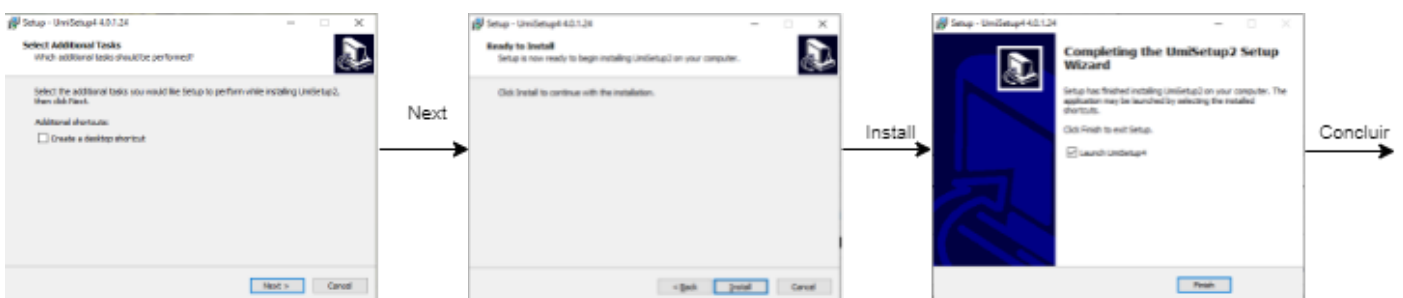 Setup - UmiSetup4 4.0.1.24
Select Additional Tasks
Which additional tasks should be performed?
Select the additional tasks you would like Setup to perform while installing UmiSetup2,
then click Next.
Additional shortcuts:
Create a desktop shortcut
Next >
Cancel
Next
Setup - UmiSetup4 4.0.1.24
Ready to Install
Setup is now ready to begin installing UmiSetup2 on your computer.
Click Install to continue with the installation.
< Back
Install
Cancel
Install
Setup - UmiSetup4 4.0.1.24
Completing the UmiSetup2 Setup
Wizard
Setup has finished installing UmiSetup2 on your computer. The
application may be launched by selecting the installed
shortcuts.
Click Finish to exit Setup.
Launch UmiSetup4
Finish
Concluir